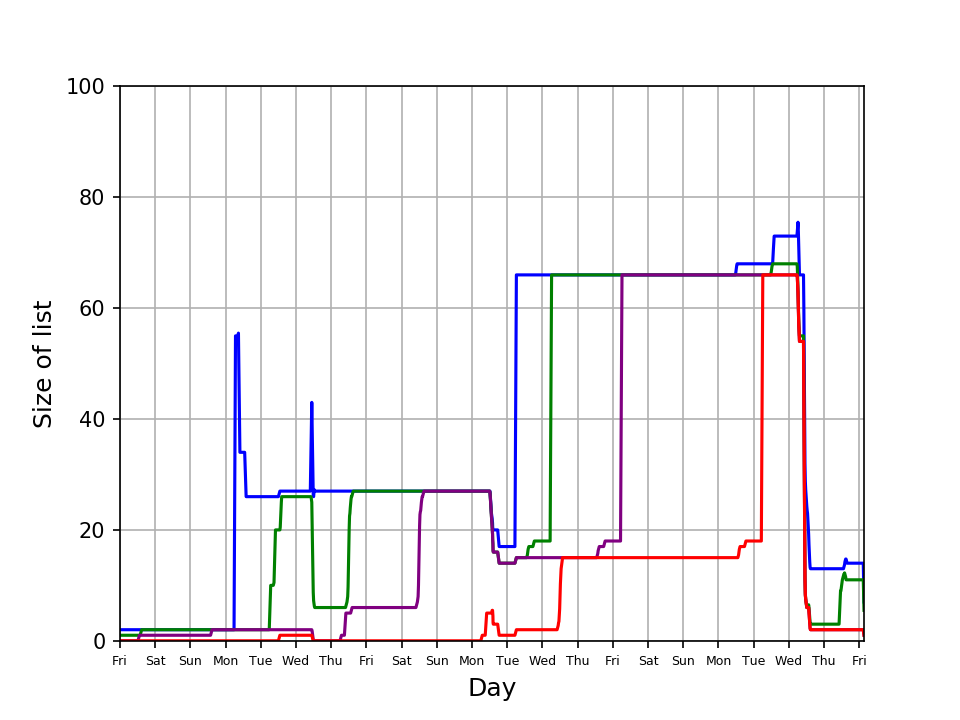 100
80
60
40
20
0
Size of list
Fri Sat Sun Mon Tue Wed Thu Fri Sat Sun Mon Tue Wed Thu Fri Sat Sun Mon Tue Wed Thu Fri
Day